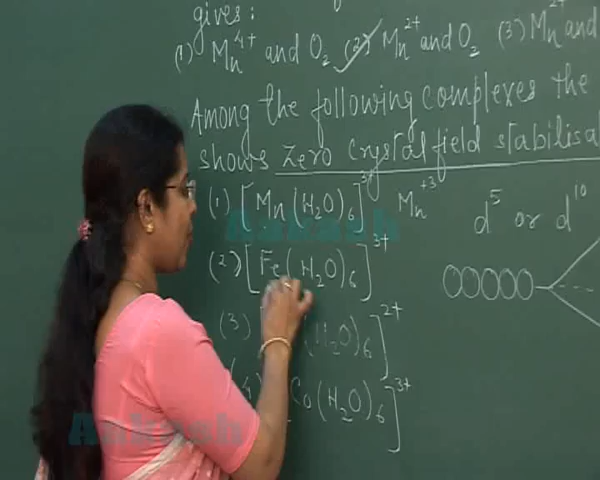 gives:
(1) Mn⁴⁺ and O₂ (2) Mn²⁺ and O₂ (3) Mn²⁺ and
Among the following complexes the
shows zero crystal field stabilisa
(1) [Mn(H₂O)₆]³⁺ Mn⁺³ d⁵ or d¹⁰
(2) [Fe(H₂O)₆]³⁺
(3) [ (H₂O)₆]²⁺
(4) Co(H₂O)₆]³⁺
Aakash
Aakash